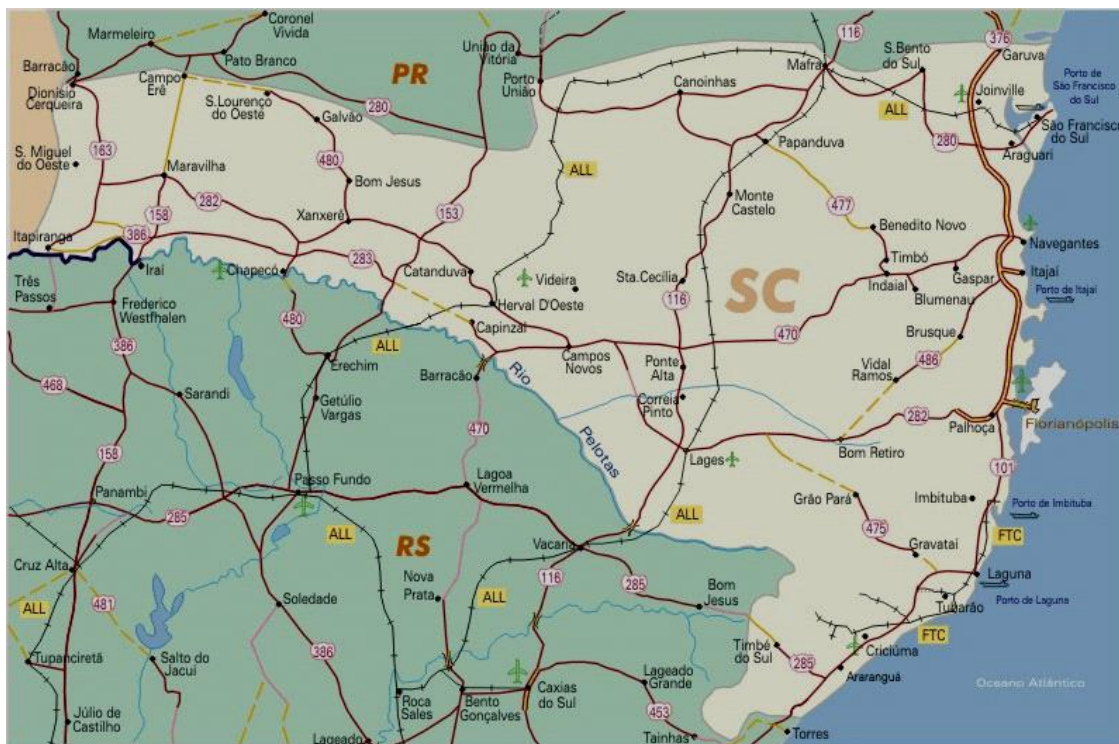 Coronel
Vivida
Marmeleiro
Pato Branco
União da
Vitória
116
Mafra
S.Bento
do Sul
376
Garuva
Barracão
Dionísio
Cerqueira
Campo
Erê
PR
Porto
União
Canoinhas
Joinville
Porto de
São Francisco
do Sul
S.Lourenço
do Oeste
280
Galvão
ALL
São Francisco
do Sul
Araguari
280
163
S. Miguel
do Oeste
480
Papanduva
Maravilha
ALL
Bom Jesus
282
Monte
Castelo
158
Xanxerê
153
477
Benedito Novo
386
Itapiranga
Navegantes
Timbó
283
Iraí
Chapecó
Catanduva
Videira
Sta.Cecília
SC
Indaial
Gaspar
Itajaí
Blumenau
Porto de Itajaí
Três
Passos
Frederico
Westfhalen
480
Herval D'Oeste
116
Capinzal
470
Brusque
386
ALL
Erechim
Campos
Novos
Ponte
Alta
486
Vidal
Ramos
468
Sarandi
Barracão
Rio
Getúlio
Vargas
Correia
Pinto
282
Palhoça
Florianópolis
470
Pelotas
158
Lages
Bom Retiro
101
Passo Fundo
Lagoa
Vermelha
Panambi
Grão Pará
Imbituba
Porto de Imbituba
285
ALL
ALL
475
FTC
RS
Vacaria
Gravatai
Cruz Alta
116
285
Laguna
Nova
Prata
Bom
Jesus
Porto de Laguna
ALL
481
ALL
Soledade
Tubarão
FTC
Timbé
do Sul
Criciúma
386
285
Tupanciretã
Salto do
Jacuí
Araranguá
Lageado
Grande
Oceano Atlântico
Roca
Sales
Bento
Gonçalves
Caxias
do Sul
Júlio de
Castilho
453
Lageado
Tainhas
Torres